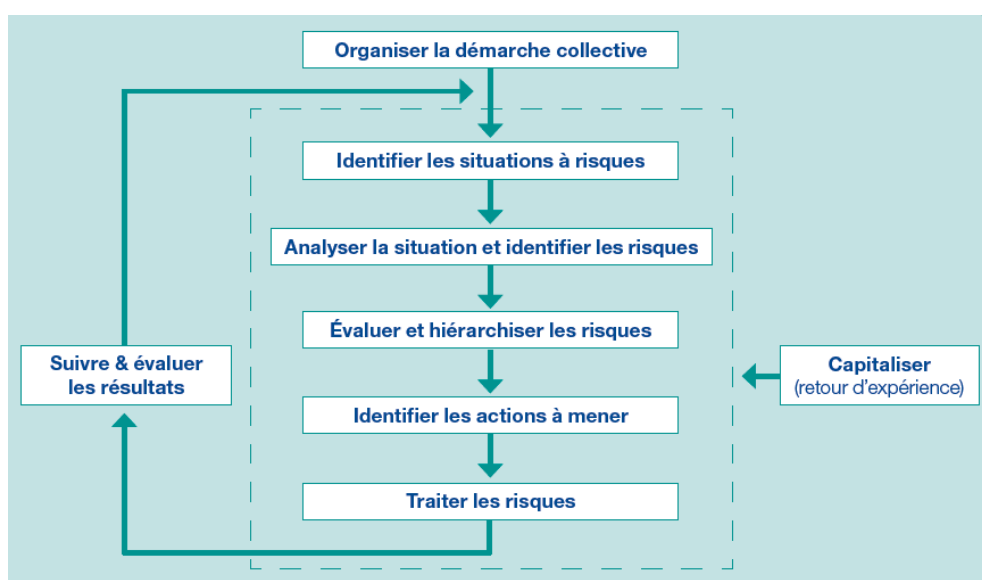 Organiser la démarche collective
Identifier les situations à risques
Analyser la situation et identifier les risques
Évaluer et hiérarchiser les risques
Suivre & évaluer
les résultats
Capitaliser
(retour d'expérience)
Identifier les actions à mener
Traiter les risques